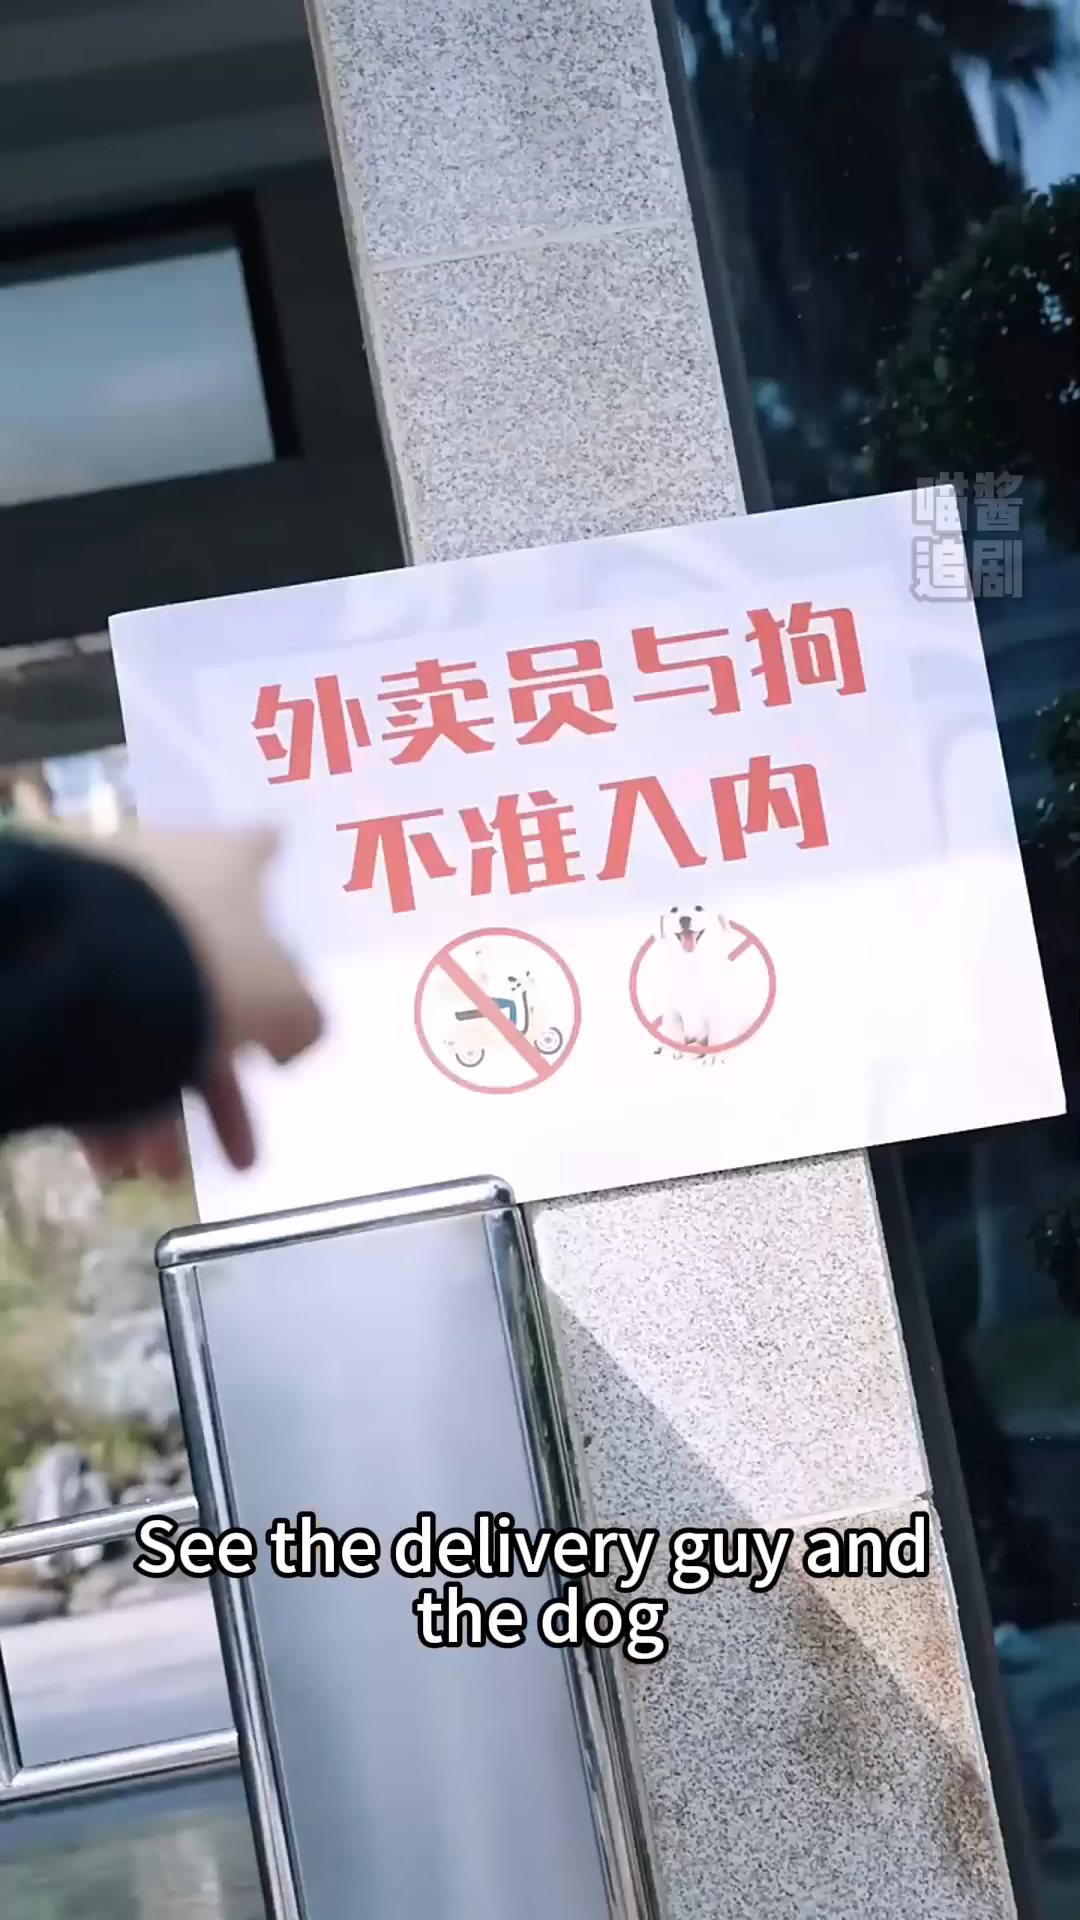 喵酱
追剧
外卖员与狗
不准入内
See the delivery guy and
the dog